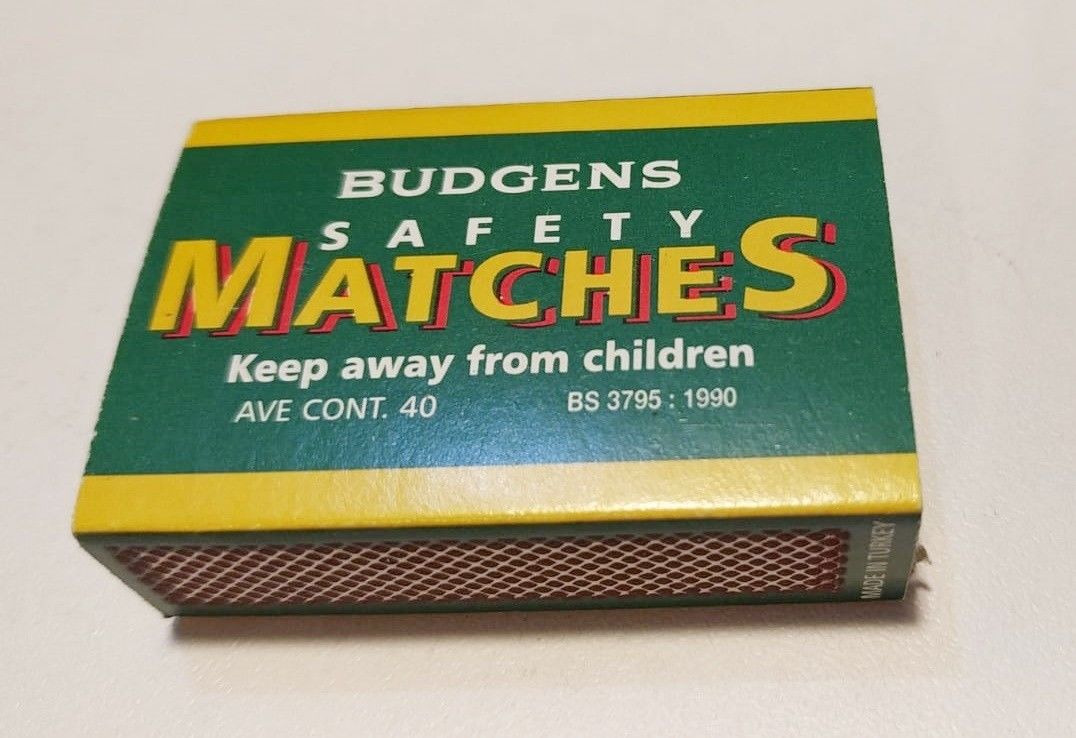 BUDGENS
SAFETY
MATCHES
Keep away from children
AVE CONT. 40
BS 3795 : 1990
MADE IN TURKEY